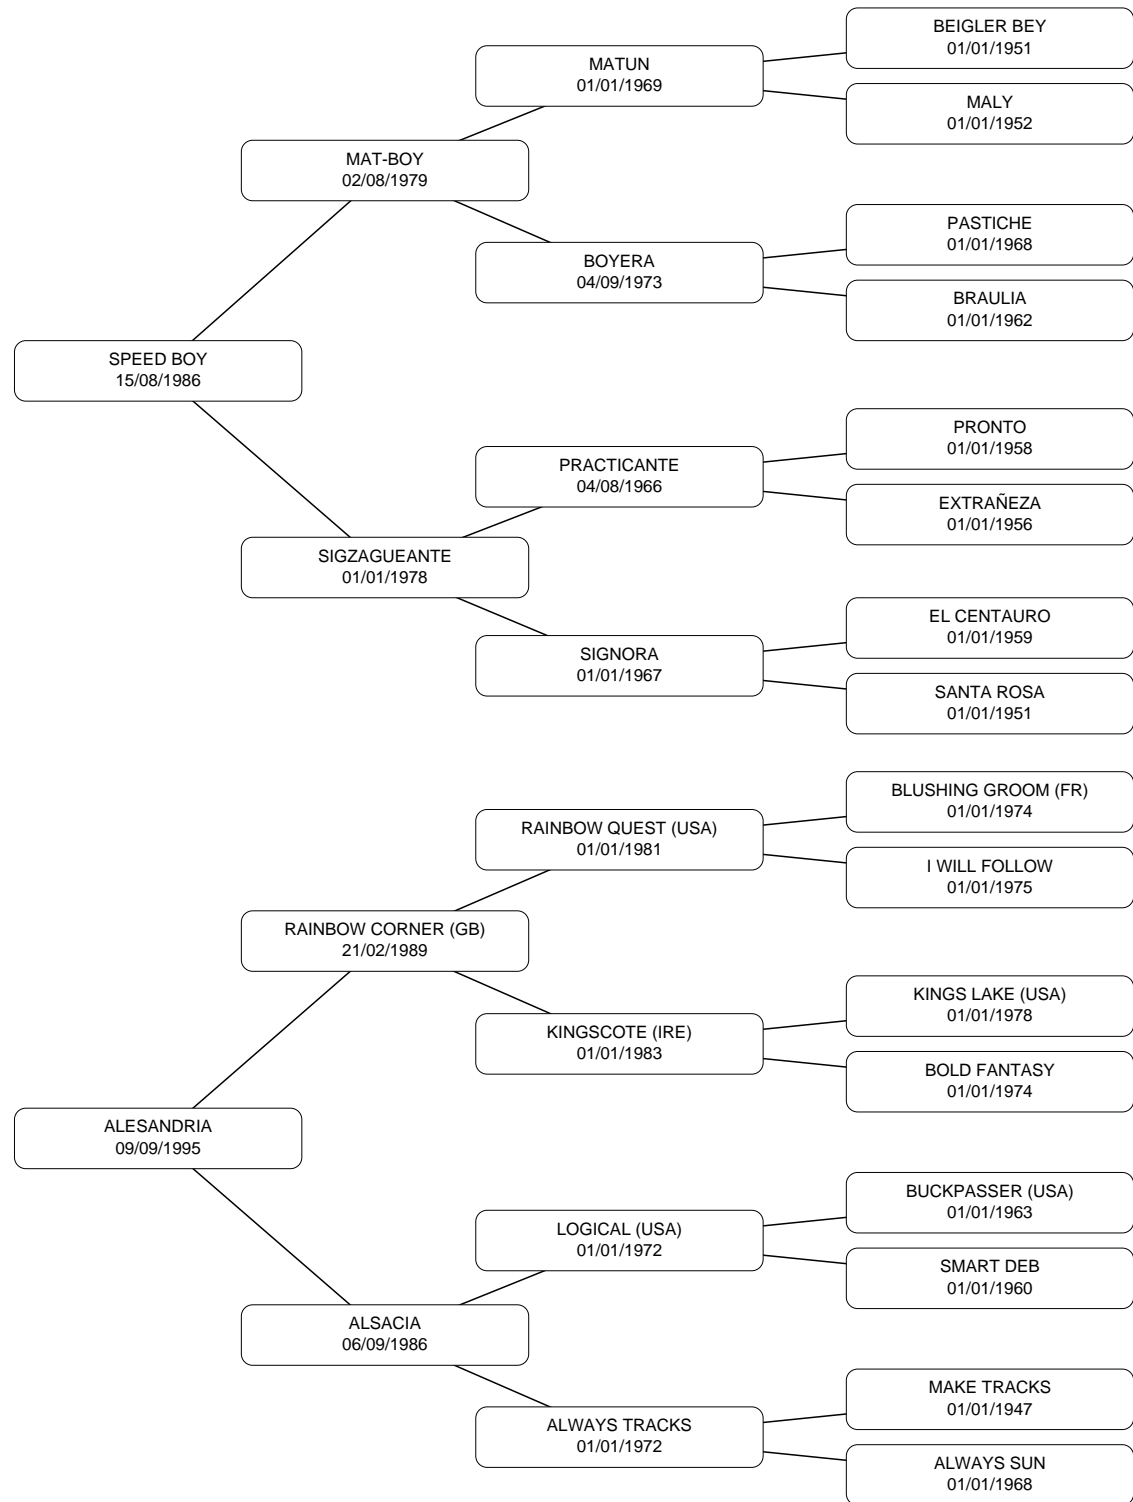 BEIGLER BEY
01/01/1951
MATUN
01/01/1969
MALY
01/01/1952
MAT-BOY
02/08/1979
PASTICHE
01/01/1968
BOYERA
04/09/1973
BRAULIA
01/01/1962
SPEED BOY
15/08/1986
PRONTO
01/01/1958
PRACTICANTE
04/08/1966
EXTRAÑEZA
01/01/1956
SIGZAGUEANTE
01/01/1978
EL CENTAURO
01/01/1959
SIGNORA
01/01/1967
SANTA ROSA
01/01/1951
BLUSHING GROOM (FR)
01/01/1974
RAINBOW QUEST (USA)
01/01/1981
I WILL FOLLOW
01/01/1975
RAINBOW CORNER (GB)
21/02/1989
KINGS LAKE (USA)
01/01/1978
KINGSCOTE (IRE)
01/01/1983
BOLD FANTASY
01/01/1974
ALESANDRIA
09/09/1995
BUCKPASSER (USA)
01/01/1963
LOGICAL (USA)
01/01/1972
SMART DEB
01/01/1960
ALSACIA
06/09/1986
MAKE TRACKS
01/01/1947
ALWAYS TRACKS
01/01/1972
ALWAYS SUN
01/01/1968